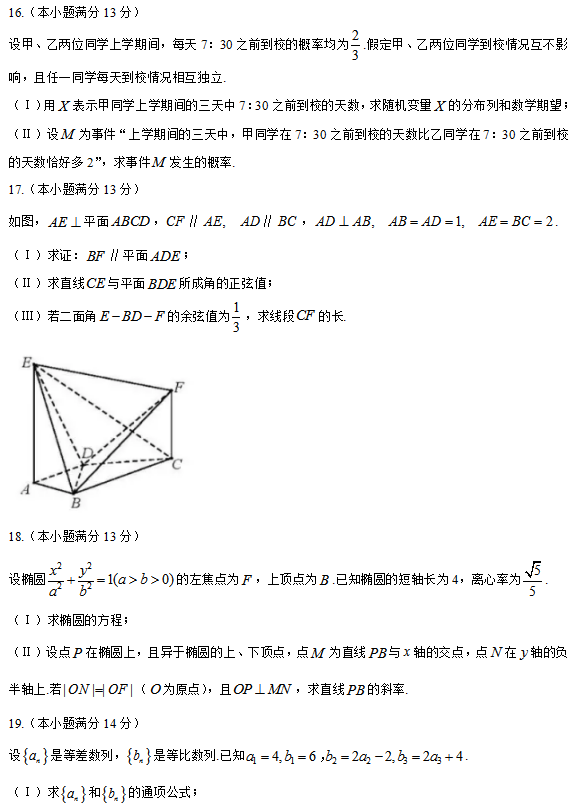 16.（本小题满分 13 分）
设甲、乙两位同学上学期间，每天 7：30 之前到校的概率均为 2/3 .假定甲、乙两位同学到校情况互不影
响，且任一同学每天到校情况相互独立.
（Ⅰ）用 X 表示甲同学上学期间的三天中 7:30 之前到校的天数，求随机变量 X 的分布列和数学期望；
（Ⅱ）设 M 为事件“上学期间的三天中，甲同学在 7：30 之前到校的天数比乙同学在 7：30 之前到校
的天数恰好多 2”，求事件 M 发生的概率.
17.（本小题满分 13 分）
如图，AE⊥平面 ABCD，CF∥AE, AD∥BC，AD⊥AB, AB=AD=1, AE=BC=2.
（Ⅰ）求证：BF∥平面 ADE；
（Ⅱ）求直线 CE 与平面 BDE 所成角的正弦值；
（Ⅲ）若二面角 E−BD−F 的余弦值为 1/3，求线段 CF 的长.
E
F
D
C
A
B
18.（本小题满分 13 分）
设椭圆 x²/a²+y²/b²=1(a>b>0) 的左焦点为 F，上顶点为 B.已知椭圆的短轴长为 4，离心率为 √5/5.
（Ⅰ）求椭圆的方程；
（Ⅱ）设点 P 在椭圆上，且异于椭圆的上、下顶点，点 M 为直线 PB 与 x 轴的交点，点 N 在 y 轴的负
半轴上.若|ON|=|OF|（O 为原点），且 OP⊥MN，求直线 PB 的斜率.
19.（本小题满分 14 分）
设{aₙ}是等差数列，{bₙ}是等比数列.已知 a₁=4,b₁=6，b₂=2a₂−2,b₃=2a₃+4.
（Ⅰ）求{aₙ}和{bₙ}的通项公式；